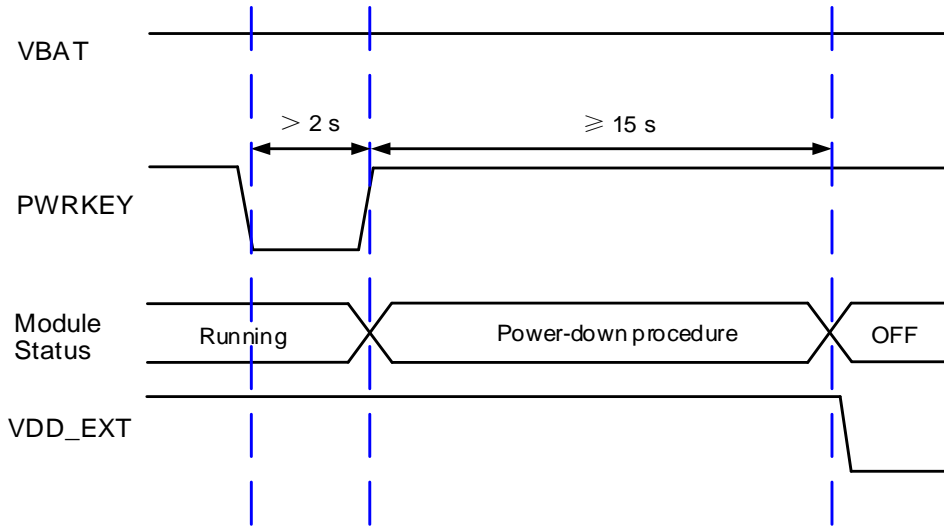 VBAT
> 2 s
≥ 15 s
PWRKEY
Module
Status
Running
Power-down procedure
OFF
VDD_EXT